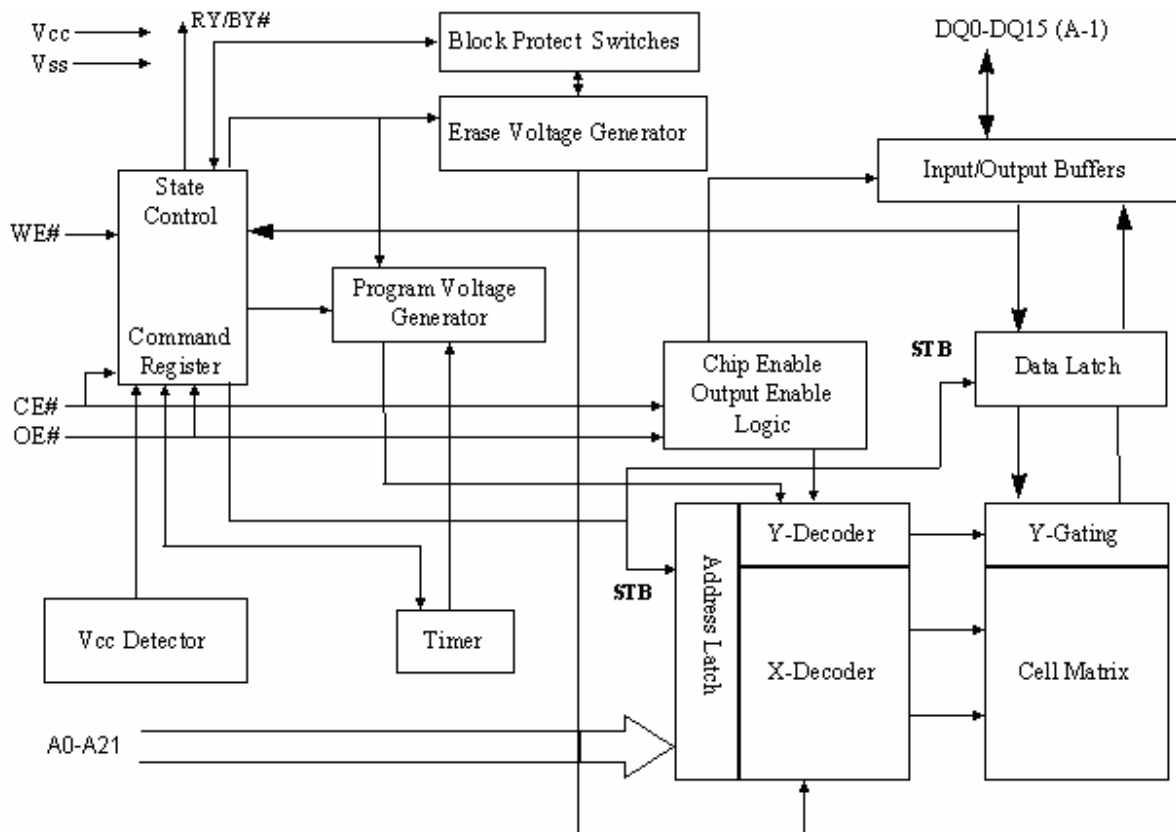 Vcc
Vss
RY/BY#
Block Protect Switches
DQ0-DQ15 (A-1)
Erase Voltage Generator
Input/Output Buffers
State
Control
WE#
Program Voltage
Generator
Command
Register
STB
Chip Enable
Output Enable
Logic
Data Latch
CE#
OE#
Address Latch
Y-Decoder
Y-Gating
STB
Vcc Detector
Timer
X-Decoder
Cell Matrix
A0-A21